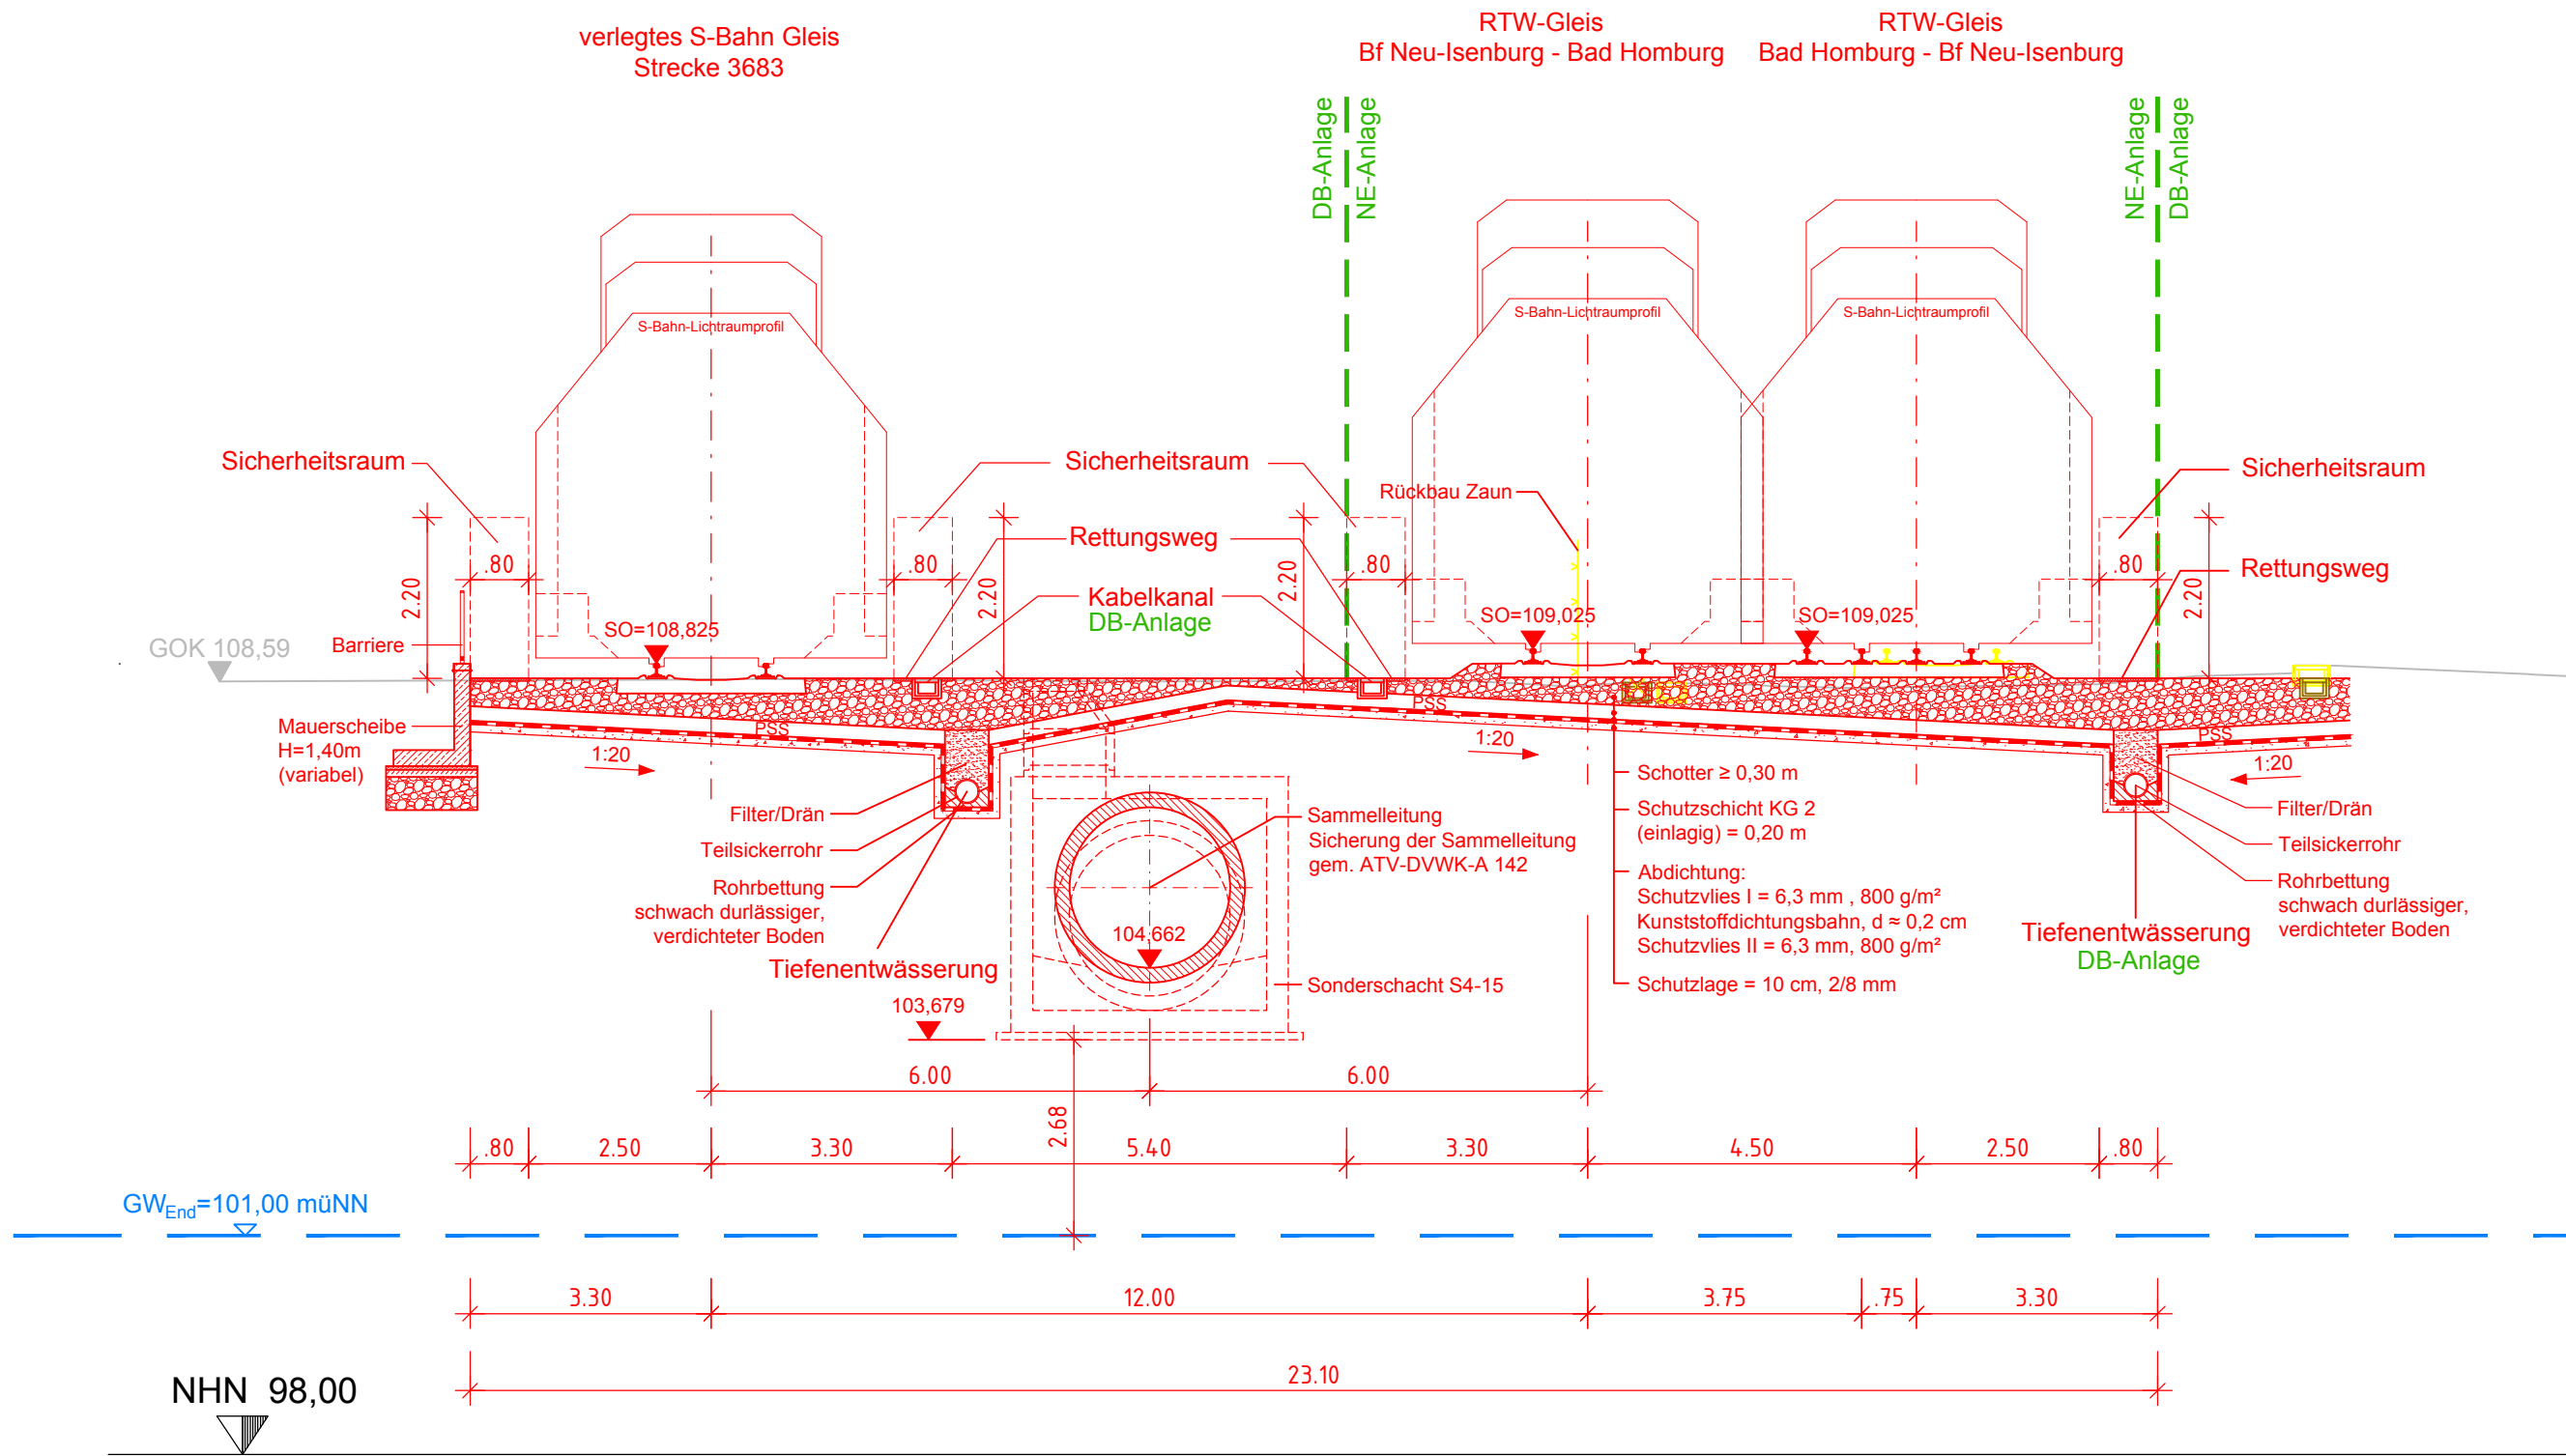 verlegtes S-Bahn Gleis
Strecke 3683
RTW-Gleis
Bf Neu-Isenburg - Bad Homburg
RTW-Gleis
Bad Homburg - Bf Neu-Isenburg
DB-Anlage
NE-Anlage
NE-Anlage
DB-Anlage
S-Bahn-Lichtraumprofil
S-Bahn-Lichtraumprofil
S-Bahn-Lichtraumprofil
Sicherheitsraum
Sicherheitsraum
Sicherheitsraum
Rückbau Zaun
Rettungsweg
Rettungsweg
Kabelkanal
DB-Anlage
.80
.80
.80
.80
2.20
2.20
2.20
2.20
SO=108,825
SO=109,025
SO=109,025
GOK 108,59
Barriere
Mauerscheibe
H=1,40m
(variabel)
PSS
PSS
PSS
1:20
1:20
1:20
Filter/Drän
Teilsickerrohr
Rohrbettung
schwach durlässiger,
verdichteter Boden
Tiefenentwässerung
103,679
Sammelleitung
Sicherung der Sammelleitung
gem. ATV-DVWK-A 142
104,662
Sonderschacht S4-15
Schotter ≥ 0,30 m
Schutzschicht KG 2
(einlagig) = 0,20 m
Abdichtung:
Schutzvlies I = 6,3 mm , 800 g/m²
Kunststoffdichtungsbahn, d ≈ 0,2 cm
Schutzvlies II = 6,3 mm, 800 g/m²
Schutzlage = 10 cm, 2/8 mm
Filter/Drän
Teilsickerrohr
Rohrbettung
schwach durlässiger,
verdichteter Boden
Tiefenentwässerung
DB-Anlage
6.00
6.00
2.68
.80
2.50
3.30
5.40
3.30
4.50
2.50
.80
GWEnd=101,00 müNN
3.30
12.00
3.75
.75
3.30
23.10
NHN 98,00